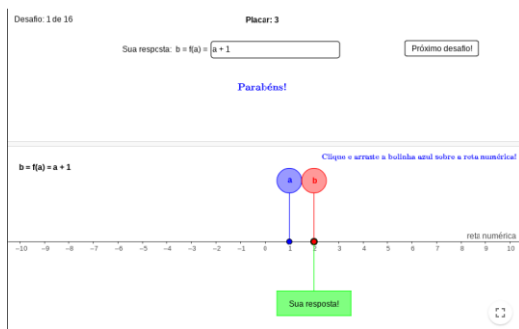 Desafio: 1 de 16
Placar: 3
Sua resposta: b = f(a) = a + 1
Próximo desafio!
Parabéns!
Clique e arraste a bolinha azul sobre a reta numérica!
b = f(a) = a + 1
a b
reta numérica
-10 -9 -8 -7 -6 -5 -4 -3 -2 -1 0 1 2 3 4 5 6 7 8 9 10
Sua resposta!